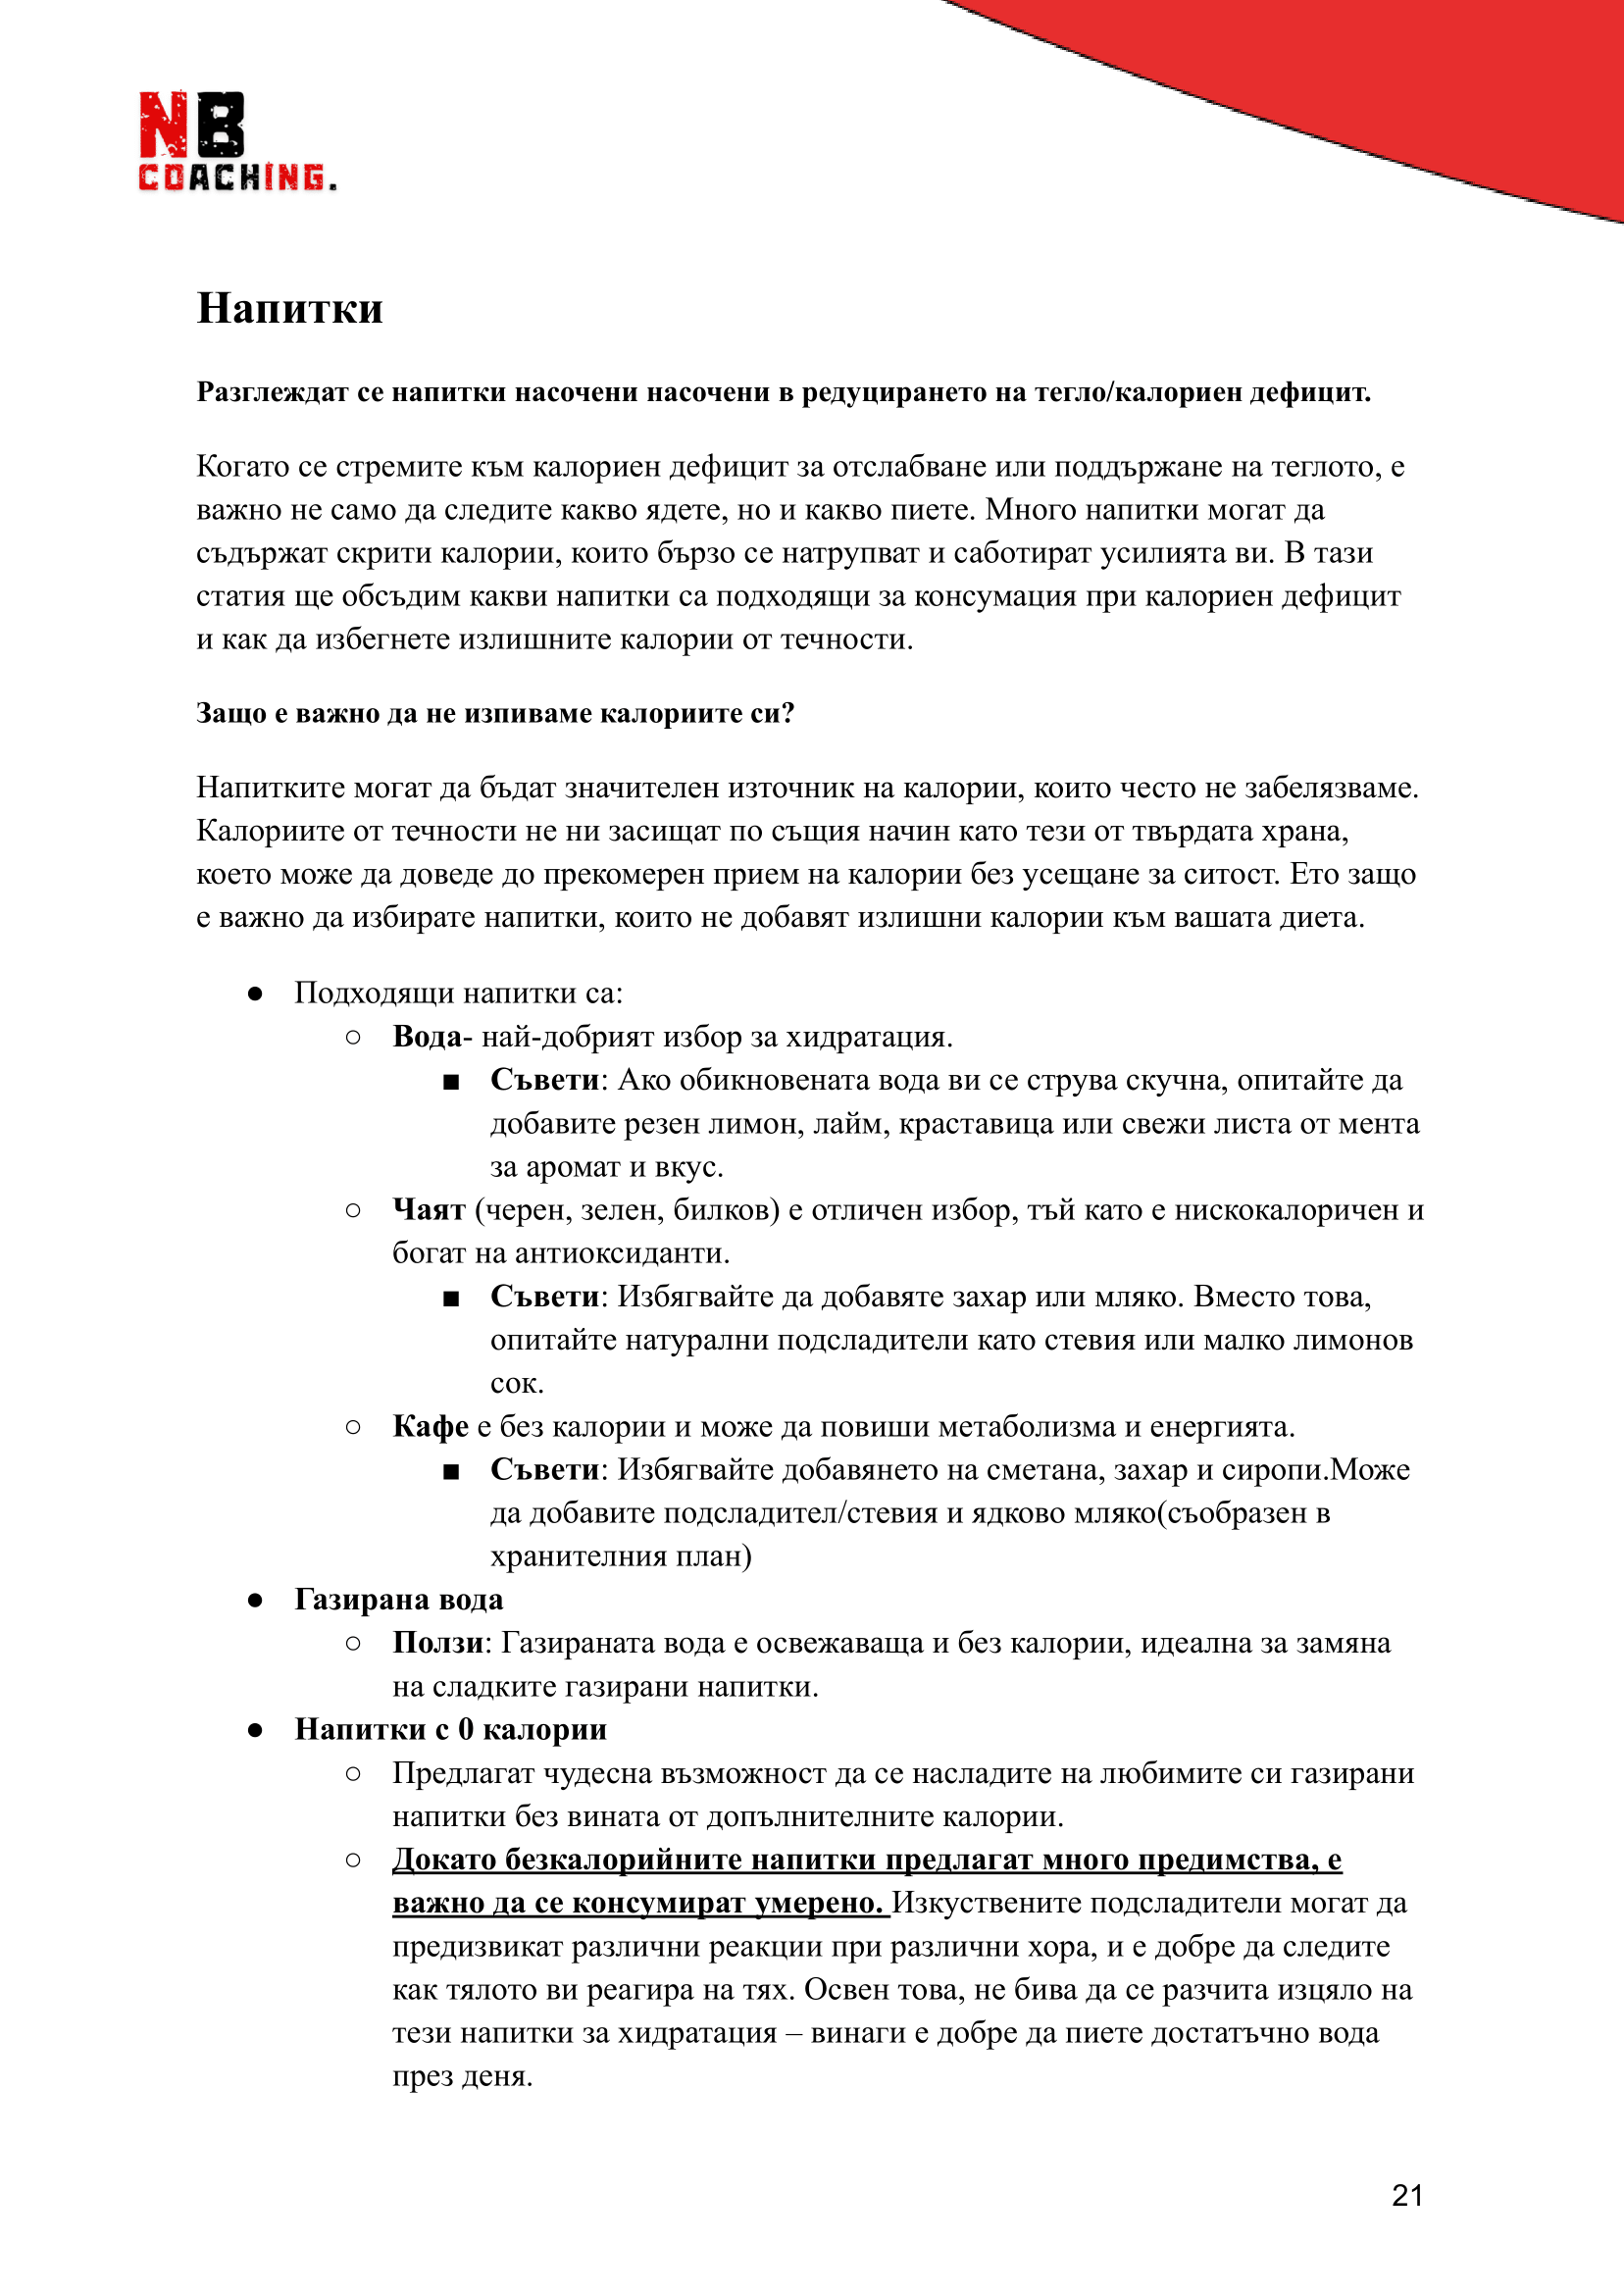 NB
COACHING.
Напитки
Разглеждат се напитки насочени насочени в редуцирането на тегло/калориен дефицит.
Когато се стремите към калориен дефицит за отслабване или поддържане на теглото, е
важно не само да следите какво ядете, но и какво пиете. Много напитки могат да
съдържат скрити калории, които бързо се натрупват и саботират усилията ви. В тази
статия ще обсъдим какви напитки са подходящи за консумация при калориен дефицит
и как да избегнете излишните калории от течности.
Защо е важно да не изпиваме калориите си?
Напитките могат да бъдат значителен източник на калории, които често не забелязваме.
Калориите от течности не ни засищат по същия начин като тези от твърдата храна,
което може да доведе до прекомерен прием на калории без усещане за ситост. Ето защо
е важно да избирате напитки, които не добавят излишни калории към вашата диета.
● Подходящи напитки са:
○ Вода- най-добрият избор за хидратация.
■ Съвети: Ако обикновената вода ви се струва скучна, опитайте да
добавите резен лимон, лайм, краставица или свежи листа от мента
за аромат и вкус.
○ Чаят (черен, зелен, билков) е отличен избор, тъй като е нискокалоричен и
богат на антиоксиданти.
■ Съвети: Избягвайте да добавяте захар или мляко. Вместо това,
опитайте натурални подсладители като стевия или малко лимонов
сок.
○ Кафе е без калории и може да повиши метаболизма и енергията.
■ Съвети: Избягвайте добавянето на сметана, захар и сиропи.Може
да добавите подсладител/стевия и ядково мляко(съобразен в
хранителния план)
● Газирана вода
○ Ползи: Газираната вода е освежаваща и без калории, идеална за замяна
на сладките газирани напитки.
● Напитки с 0 калории
○ Предлагат чудесна възможност да се насладите на любимите си газирани
напитки без вината от допълнителните калории.
○ Докато безкалорийните напитки предлагат много предимства, е
важно да се консумират умерено. Изкуствените подсладители могат да
предизвикат различни реакции при различни хора, и е добре да следите
как тялото ви реагира на тях. Освен това, не бива да се разчита изцяло на
тези напитки за хидратация – винаги е добре да пиете достатъчно вода
през деня.
21